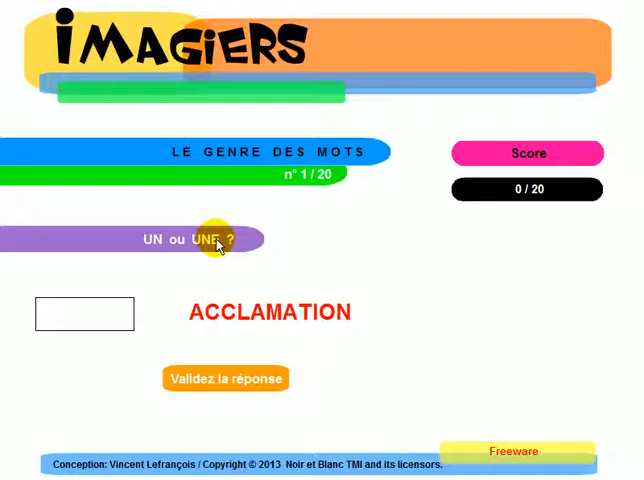 iMAGiERS
LE GENRE DES MOTS
Score
n° 1 / 20
0 / 20
UN ou UNE ?
ACCLAMATION
Validez la réponse
Freeware
Conception: Vincent Lefrançois / Copyright © 2013 Noir et Blanc TMI and its licensors.